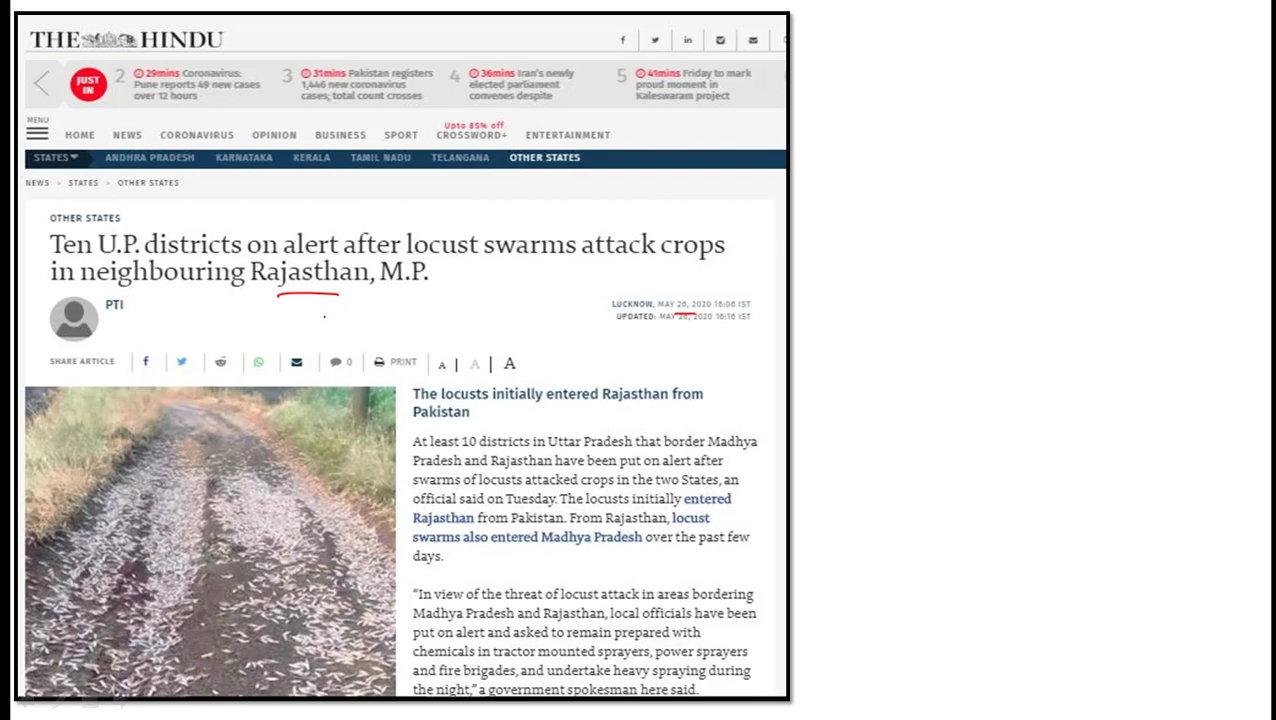 THE HINDU
JUST IN
2 29mins Coronavirus: Pune reports 49 new cases over 12 hours
3 31mins Pakistan registers 1,446 new coronavirus cases; total count crosses
4 36mins Iran's newly elected parliament convenes despite
5 41mins Friday to mark proud moment in Kaleswaram project
MENU
Upto 85% off
HOME NEWS CORONAVIRUS OPINION BUSINESS SPORT CROSSWORD+ ENTERTAINMENT
STATES ANDHRA PRADESH KARNATAKA KERALA TAMIL NADU TELANGANA OTHER STATES
NEWS > STATES > OTHER STATES
OTHER STATES
Ten U.P. districts on alert after locust swarms attack crops
in neighbouring Rajasthan, M.P.
PTI
LUCKNOW, MAY 26, 2020 16:06 IST
UPDATED: MAY 26, 2020 16:16 IST
SHARE ARTICLE 0 PRINT A | A | A
The locusts initially entered Rajasthan from
Pakistan
At least 10 districts in Uttar Pradesh that border Madhya
Pradesh and Rajasthan have been put on alert after
swarms of locusts attacked crops in the two States, an
official said on Tuesday. The locusts initially entered
Rajasthan from Pakistan. From Rajasthan, locust
swarms also entered Madhya Pradesh over the past few
days.
“In view of the threat of locust attack in areas bordering
Madhya Pradesh and Rajasthan, local officials have been
put on alert and asked to remain prepared with
chemicals in tractor mounted sprayers, power sprayers
and fire brigades, and undertake heavy spraying during
the night,” a government spokesman here said.